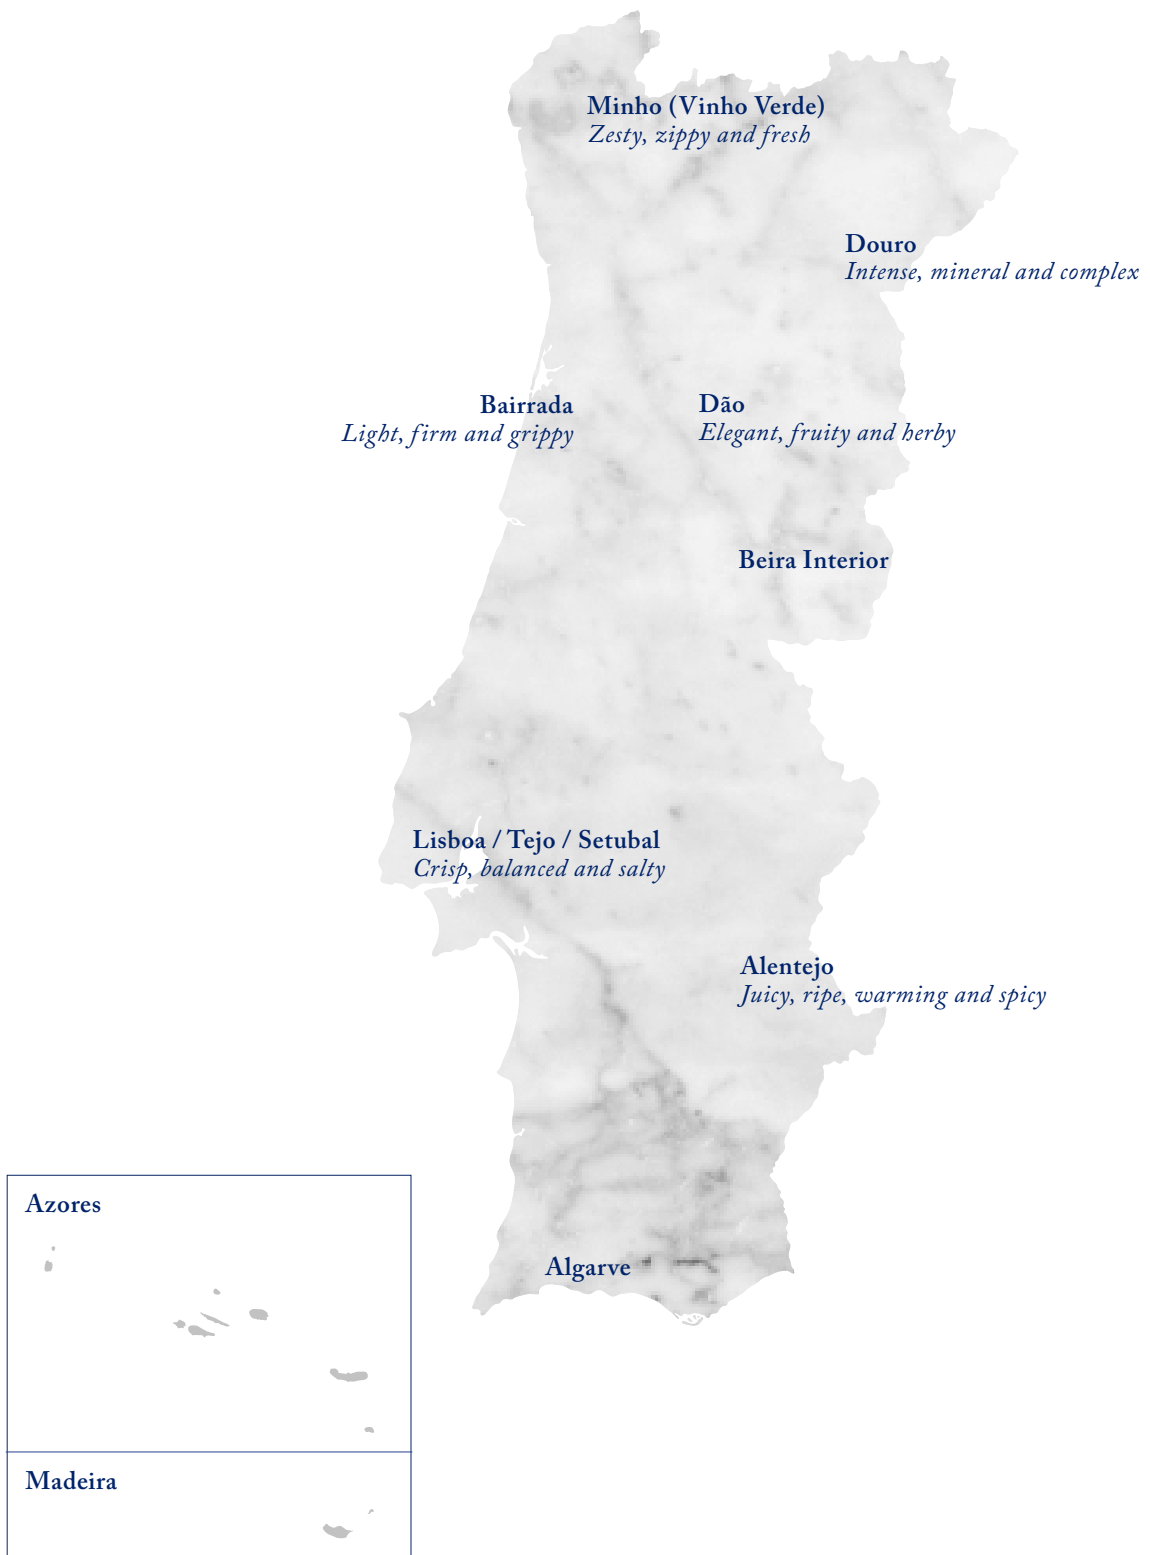 Minho (Vinho Verde)
Zesty, zippy and fresh
Douro
Intense, mineral and complex
Bairrada
Light, firm and grippy
Dão
Elegant, fruity and herby
Beira Interior
Lisboa / Tejo / Setubal
Crisp, balanced and salty
Alentejo
Juicy, ripe, warming and spicy
Algarve
Azores
Madeira